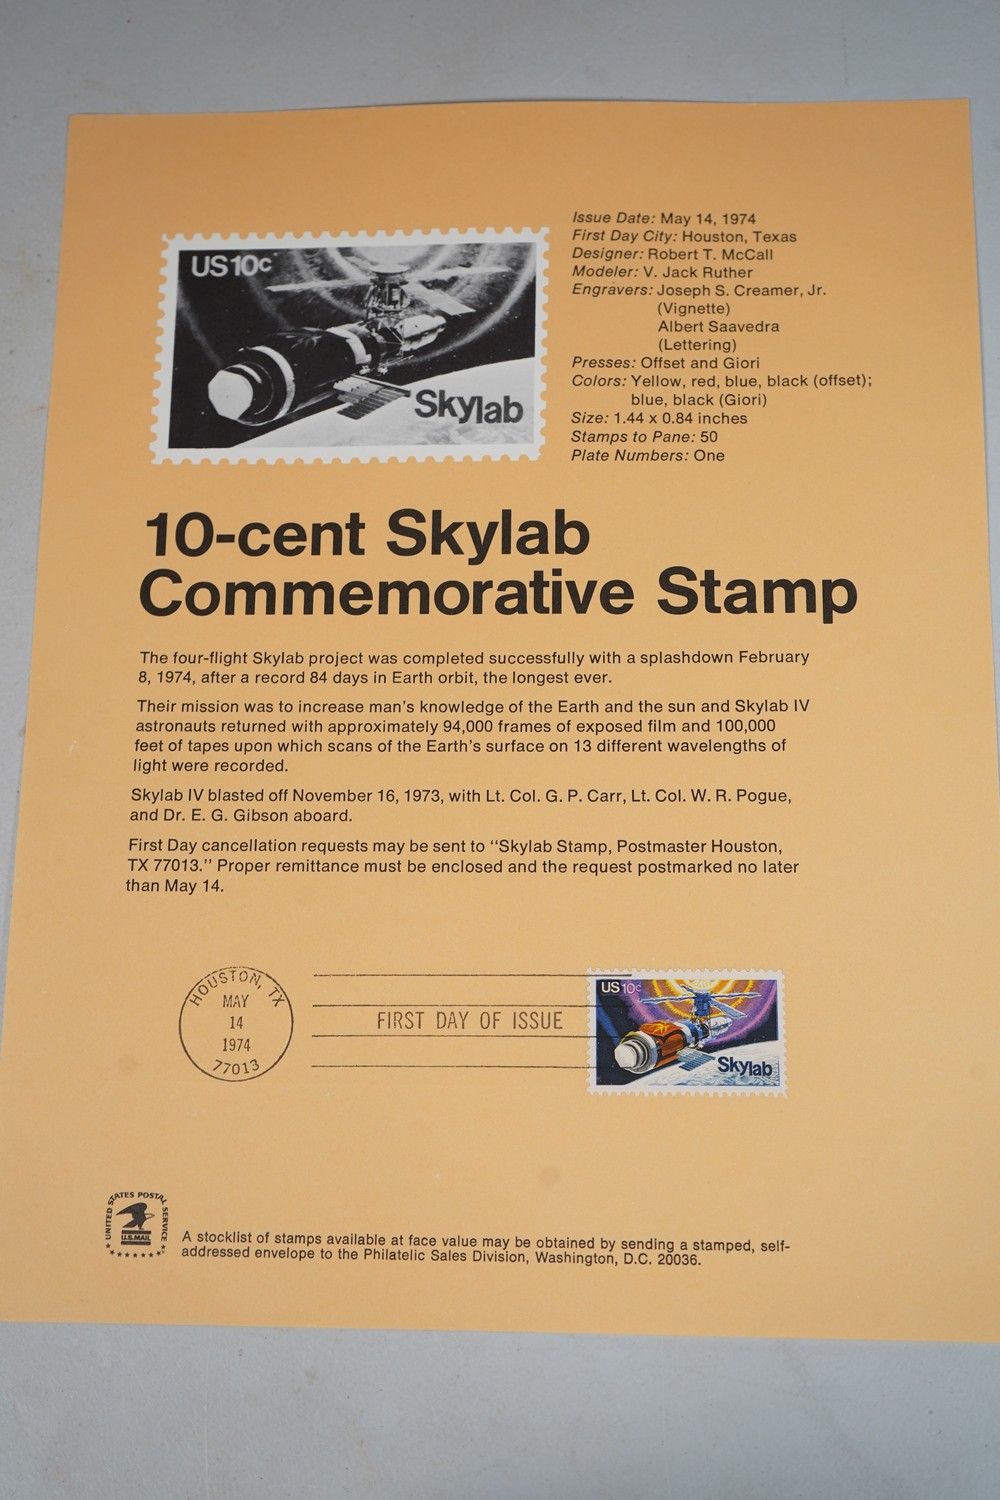 US10c
Skylab
Issue Date: May 14, 1974
First Day City: Houston, Texas
Designer: Robert T. McCall
Modeler: V. Jack Ruther
Engravers: Joseph S. Creamer, Jr.
(Vignette)
Albert Saavedra
(Lettering)
Presses: Offset and Giori
Colors: Yellow, red, blue, black (offset);
blue, black (Giori)
Size: 1.44 x 0.84 inches
Stamps to Pane: 50
Plate Numbers: One
10-cent Skylab
Commemorative Stamp
The four-flight Skylab project was completed successfully with a splashdown February
8, 1974, after a record 84 days in Earth orbit, the longest ever.
Their mission was to increase man's knowledge of the Earth and the sun and Skylab IV
astronauts returned with approximately 94,000 frames of exposed film and 100,000
feet of tapes upon which scans of the Earth's surface on 13 different wavelengths of
light were recorded.
Skylab IV blasted off November 16, 1973, with Lt. Col. G. P. Carr, Lt. Col. W. R. Pogue,
and Dr. E. G. Gibson aboard.
First Day cancellation requests may be sent to "Skylab Stamp, Postmaster Houston,
TX 77013." Proper remittance must be enclosed and the request postmarked no later
than May 14.
HOUSTON, TX
MAY
14
1974
77013
FIRST DAY OF ISSUE
US10c
Skylab
UNITED STATES POSTAL SERVICE
U.S.MAIL
A stocklist of stamps available at face value may be obtained by sending a stamped, self-
addressed envelope to the Philatelic Sales Division, Washington, D.C. 20036.